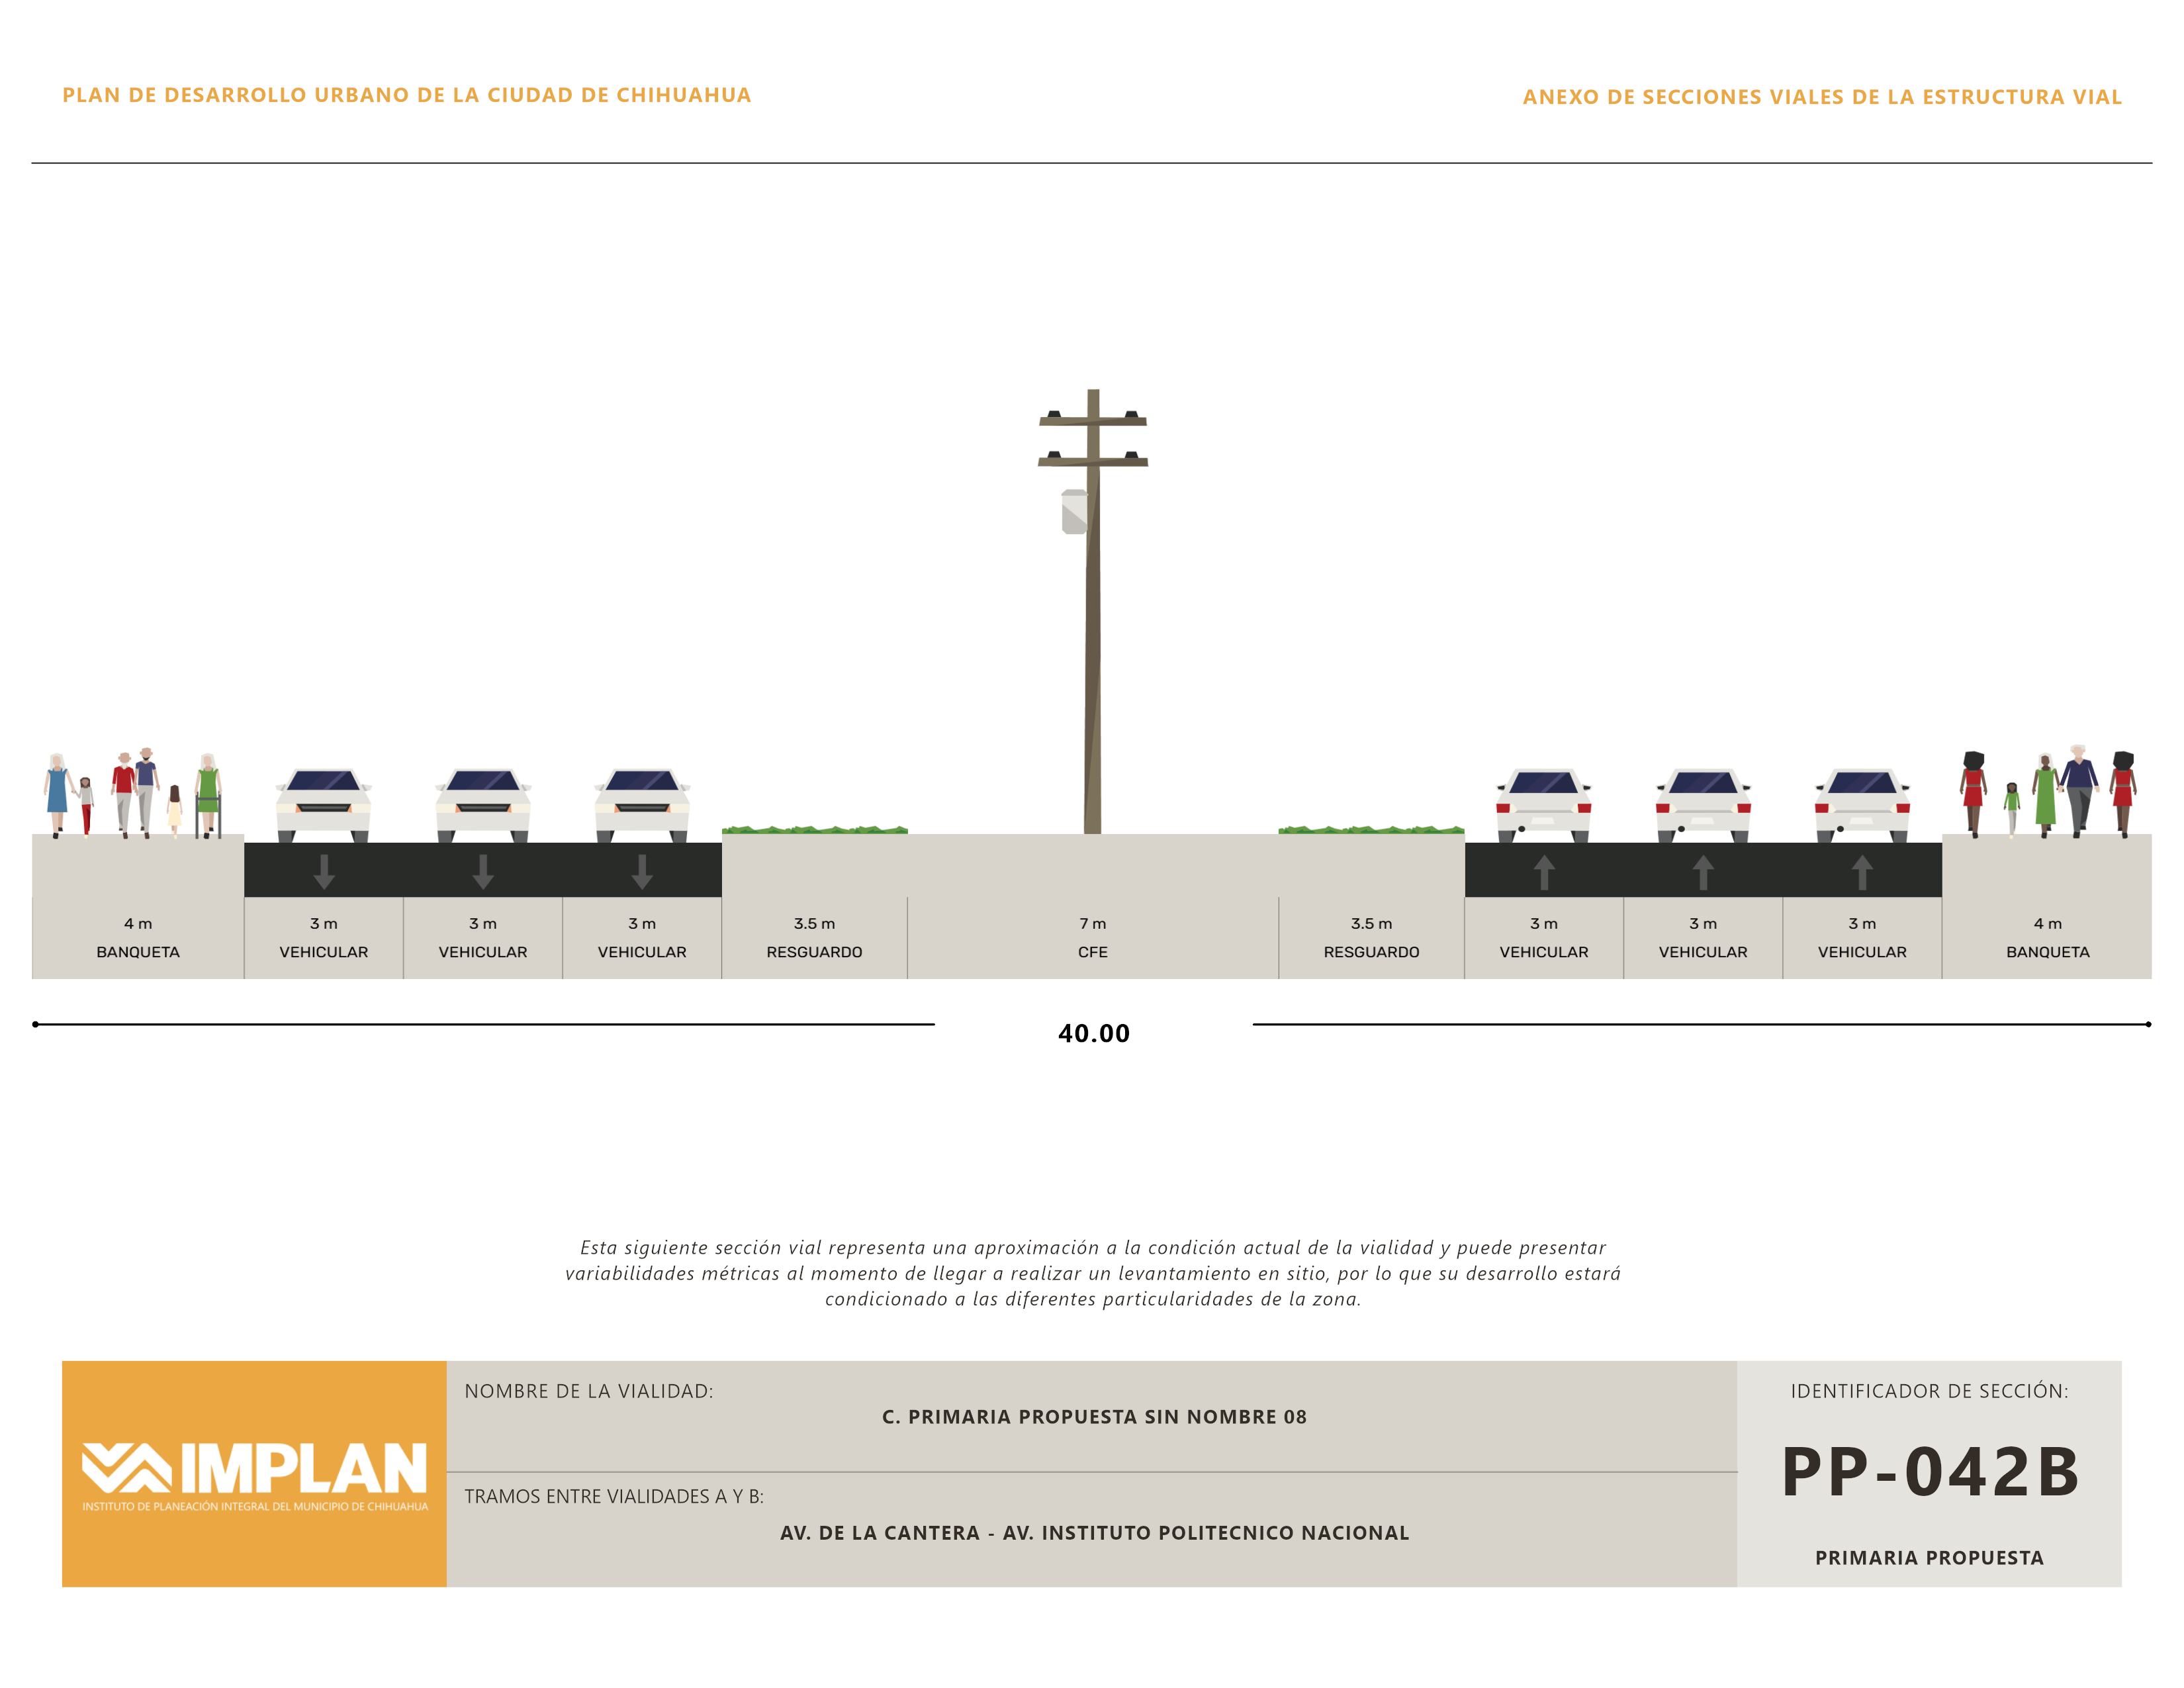 PLAN DE DESARROLLO URBANO DE LA CIUDAD DE CHIHUAHUA
ANEXO DE SECCIONES VIALES DE LA ESTRUCTURA VIAL
4 m
BANQUETA
3 m
VEHICULAR
3 m
VEHICULAR
3 m
VEHICULAR
3.5 m
RESGUARDO
7 m
CFE
3.5 m
RESGUARDO
3 m
VEHICULAR
3 m
VEHICULAR
3 m
VEHICULAR
4 m
BANQUETA
40.00
Esta siguiente sección vial representa una aproximación a la condición actual de la vialidad y puede presentar
variabilidades métricas al momento de llegar a realizar un levantamiento en sitio, por lo que su desarrollo estará
condicionado a las diferentes particularidades de la zona.
IMPLAN
INSTITUTO DE PLANEACIÓN INTEGRAL DEL MUNICIPIO DE CHIHUAHUA
NOMBRE DE LA VIALIDAD:
C. PRIMARIA PROPUESTA SIN NOMBRE 08
TRAMOS ENTRE VIALIDADES A Y B:
AV. DE LA CANTERA - AV. INSTITUTO POLITECNICO NACIONAL
IDENTIFICADOR DE SECCIÓN:
PP-042B
PRIMARIA PROPUESTA